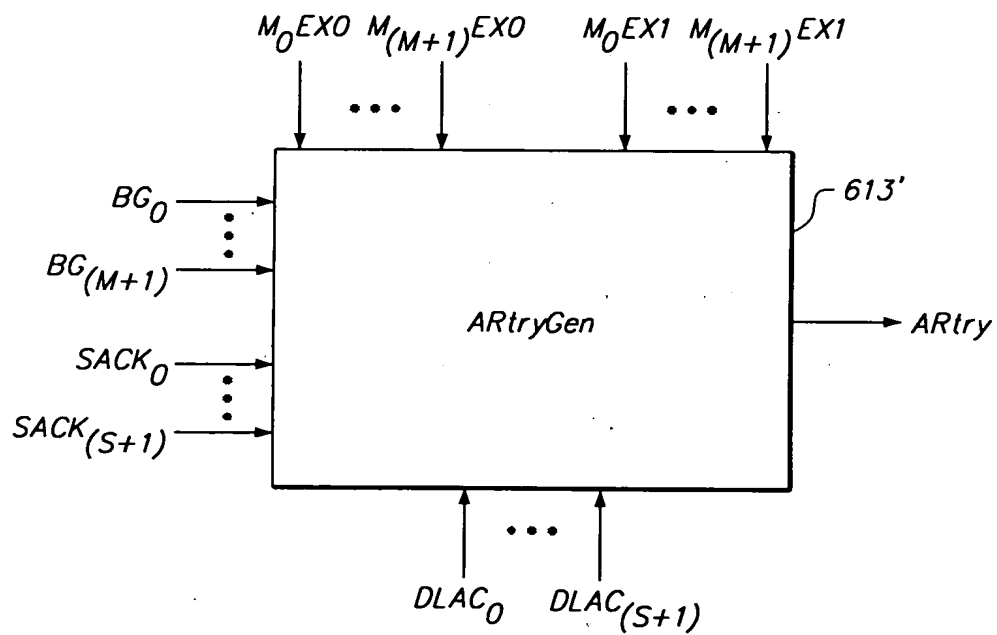 M0EX0 M(M+1)EX0 M0EX1 M(M+1)EX1
BG0
613'
BG(M+1)
ARtryGen
ARtry
SACK0
SACK(S+1)
DLAC0 DLAC(S+1)